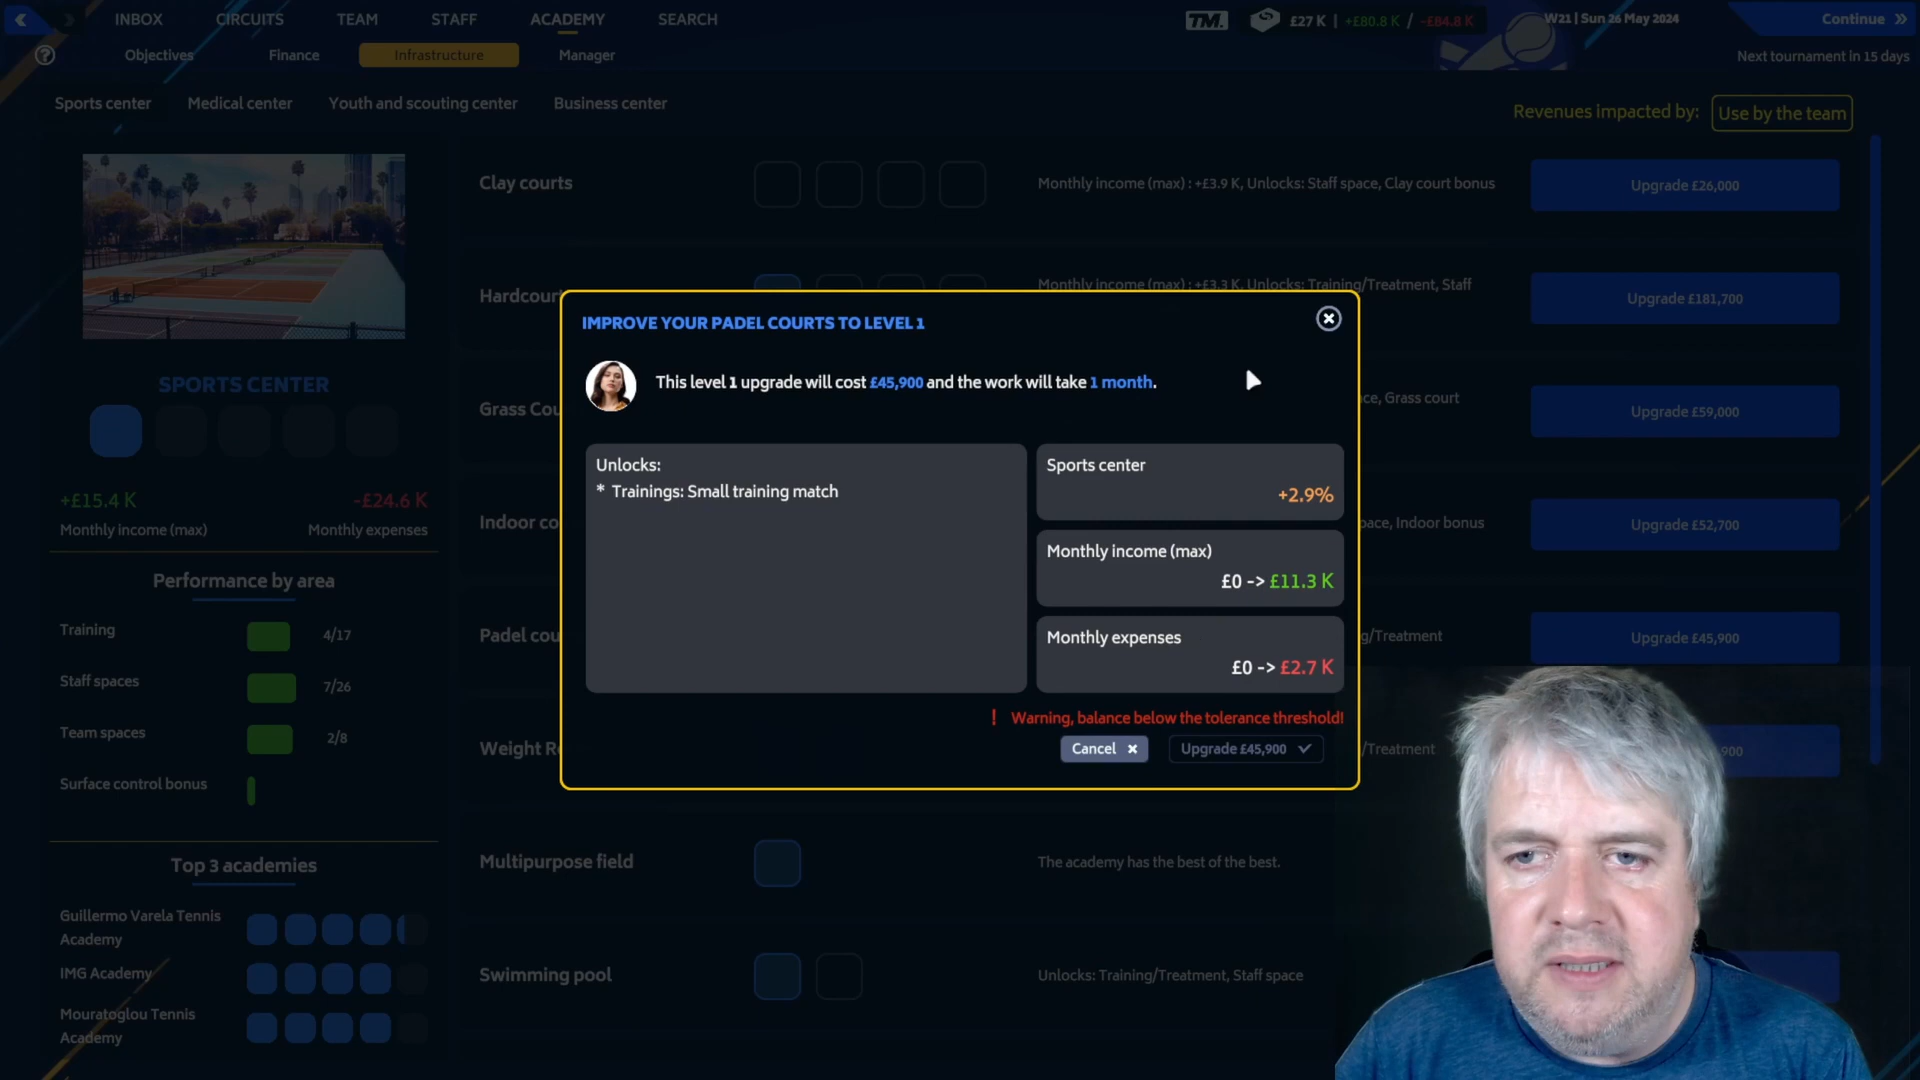 INBOX CIRCUITS TEAM STAFF ACADEMY SEARCH TM. £27 K | +£80.8 K / -£84.8 K W21 | Sun 26 May 2024 Continue
Objectives Finance Infrastructure Manager Next tournament in 15 days
Sports center Medical center Youth and scouting center Business center Revenues impacted by: Use by the team
Clay courts Monthly income (max) : +£3.9 K, Unlocks: Staff space, Clay court bonus Upgrade £26,000
Hardcourt Monthly income (max) : +£3.3 K, Unlocks: Training/Treatment, Staff Upgrade £181,700
IMPROVE YOUR PADEL COURTS TO LEVEL 1
This level 1 upgrade will cost £45,900 and the work will take 1 month.
SPORTS CENTER
Grass Cou ce, Grass court Upgrade £59,000
Unlocks:
* Trainings: Small training match
Sports center
+2.9%
Monthly income (max)
£0 -> £11.3 K
Monthly expenses
£0 -> £2.7 K
! Warning, balance below the tolerance threshold!
Cancel Upgrade £45,900
+£15.4 K -£24.6 K
Monthly income (max) Monthly expenses
Indoor co pace, Indoor bonus Upgrade £52,700
Performance by area
Training 4/17
Staff spaces 7/26
Team spaces 2/8
Surface control bonus
Padel cou g/Treatment Upgrade £45,900
Weight R /Treatment ,900
Top 3 academies
Guillermo Varela Tennis
Academy
IMG Academy
Mouratoglou Tennis
Academy
Multipurpose field The academy has the best of the best.
Swimming pool Unlocks: Training/Treatment, Staff space